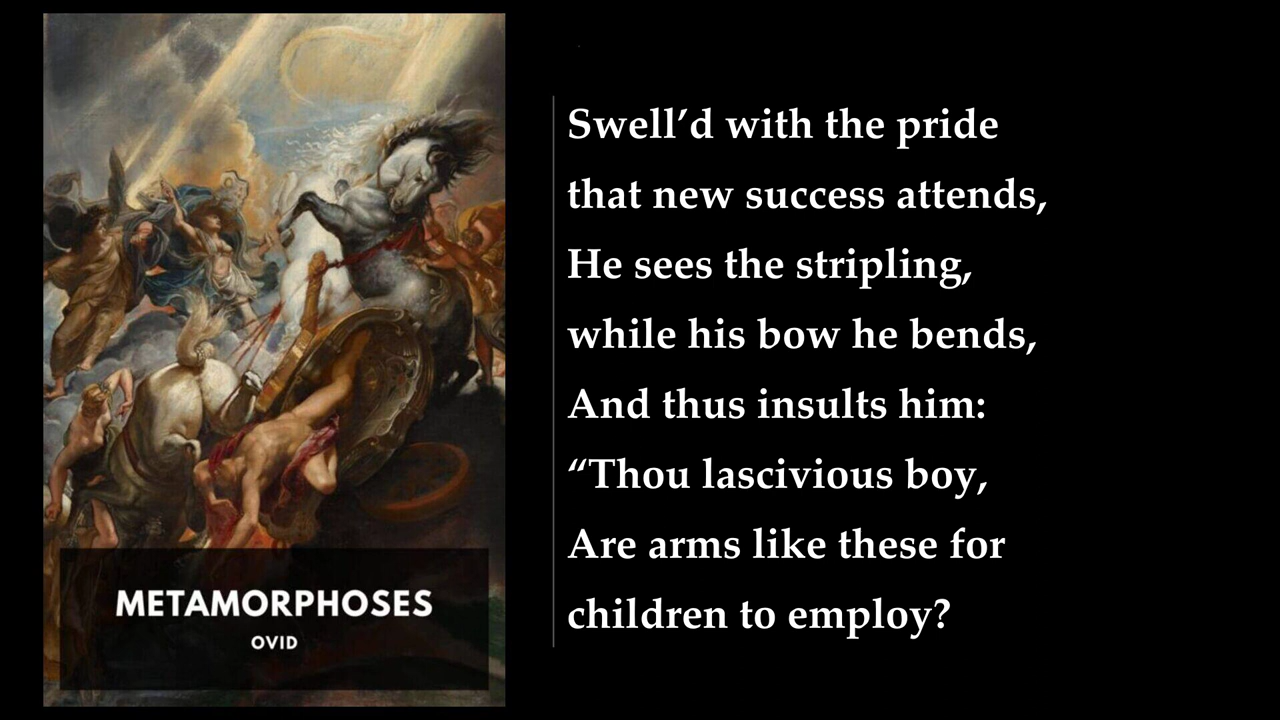 METAMORPHOSES
OVID
Swell’d with the pride
that new success attends,
He sees the stripling,
while his bow he bends,
And thus insults him:
“Thou lascivious boy,
Are arms like these for
children to employ?